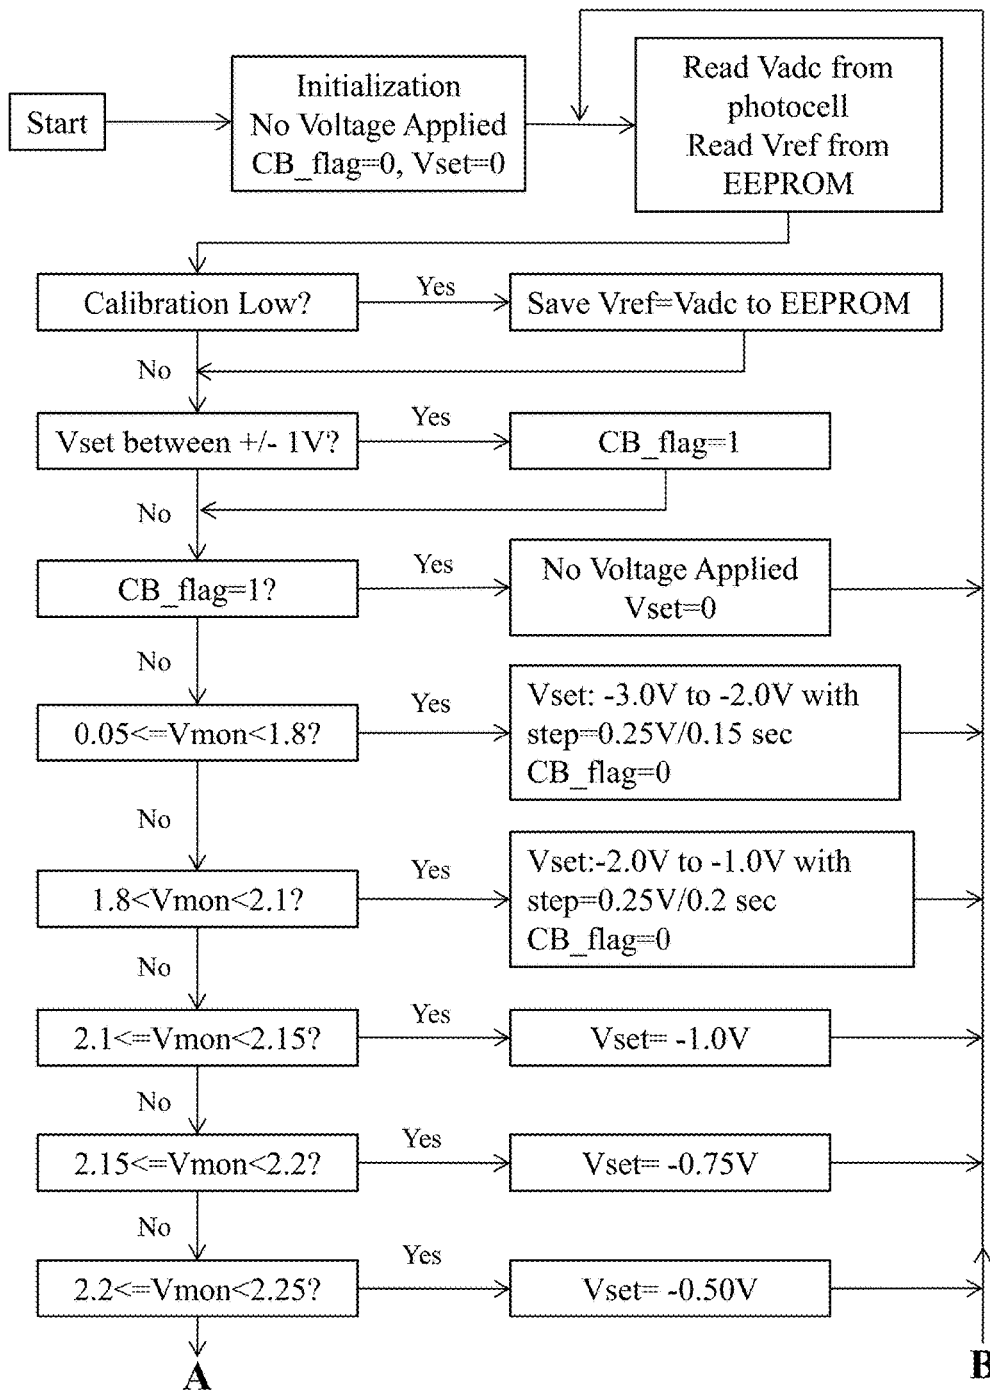 Start
Initialization
No Voltage Applied
CB_flag=0, Vset=0
Read Vadc from
photocell
Read Vref from
EEPROM
Calibration Low?
Yes
Save Vref=Vadc to EEPROM
No
Vset between +/- 1V?
Yes
CB_flag=1
No
CB_flag=1?
Yes
No Voltage Applied
Vset=0
No
0.05<=Vmon<1.8?
Yes
Vset: -3.0V to -2.0V with
step=0.25V/0.15 sec
CB_flag=0
No
1.8<Vmon<2.1?
Yes
Vset:-2.0V to -1.0V with
step=0.25V/0.2 sec
CB_flag=0
No
2.1<=Vmon<2.15?
Yes
Vset= -1.0V
No
2.15<=Vmon<2.2?
Yes
Vset= -0.75V
No
2.2<=Vmon<2.25?
Yes
Vset= -0.50V
A
B